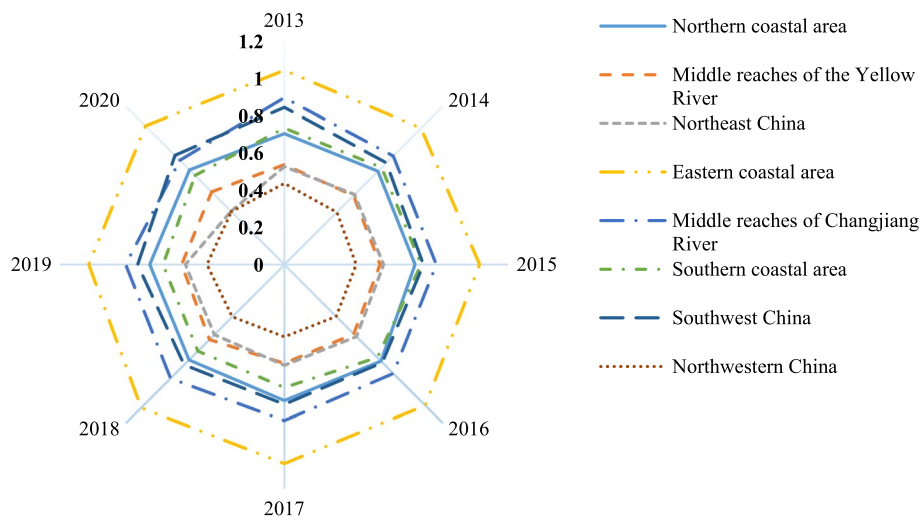 2013
1.2
1
0.8
0.6
0.4
0.2
0
2014
2015
2016
2017
2018
2019
2020
Northern coastal area
Middle reaches of the Yellow
River
Northeast China
Eastern coastal area
Middle reaches of Changjiang
River
Southern coastal area
Southwest China
Northwestern China